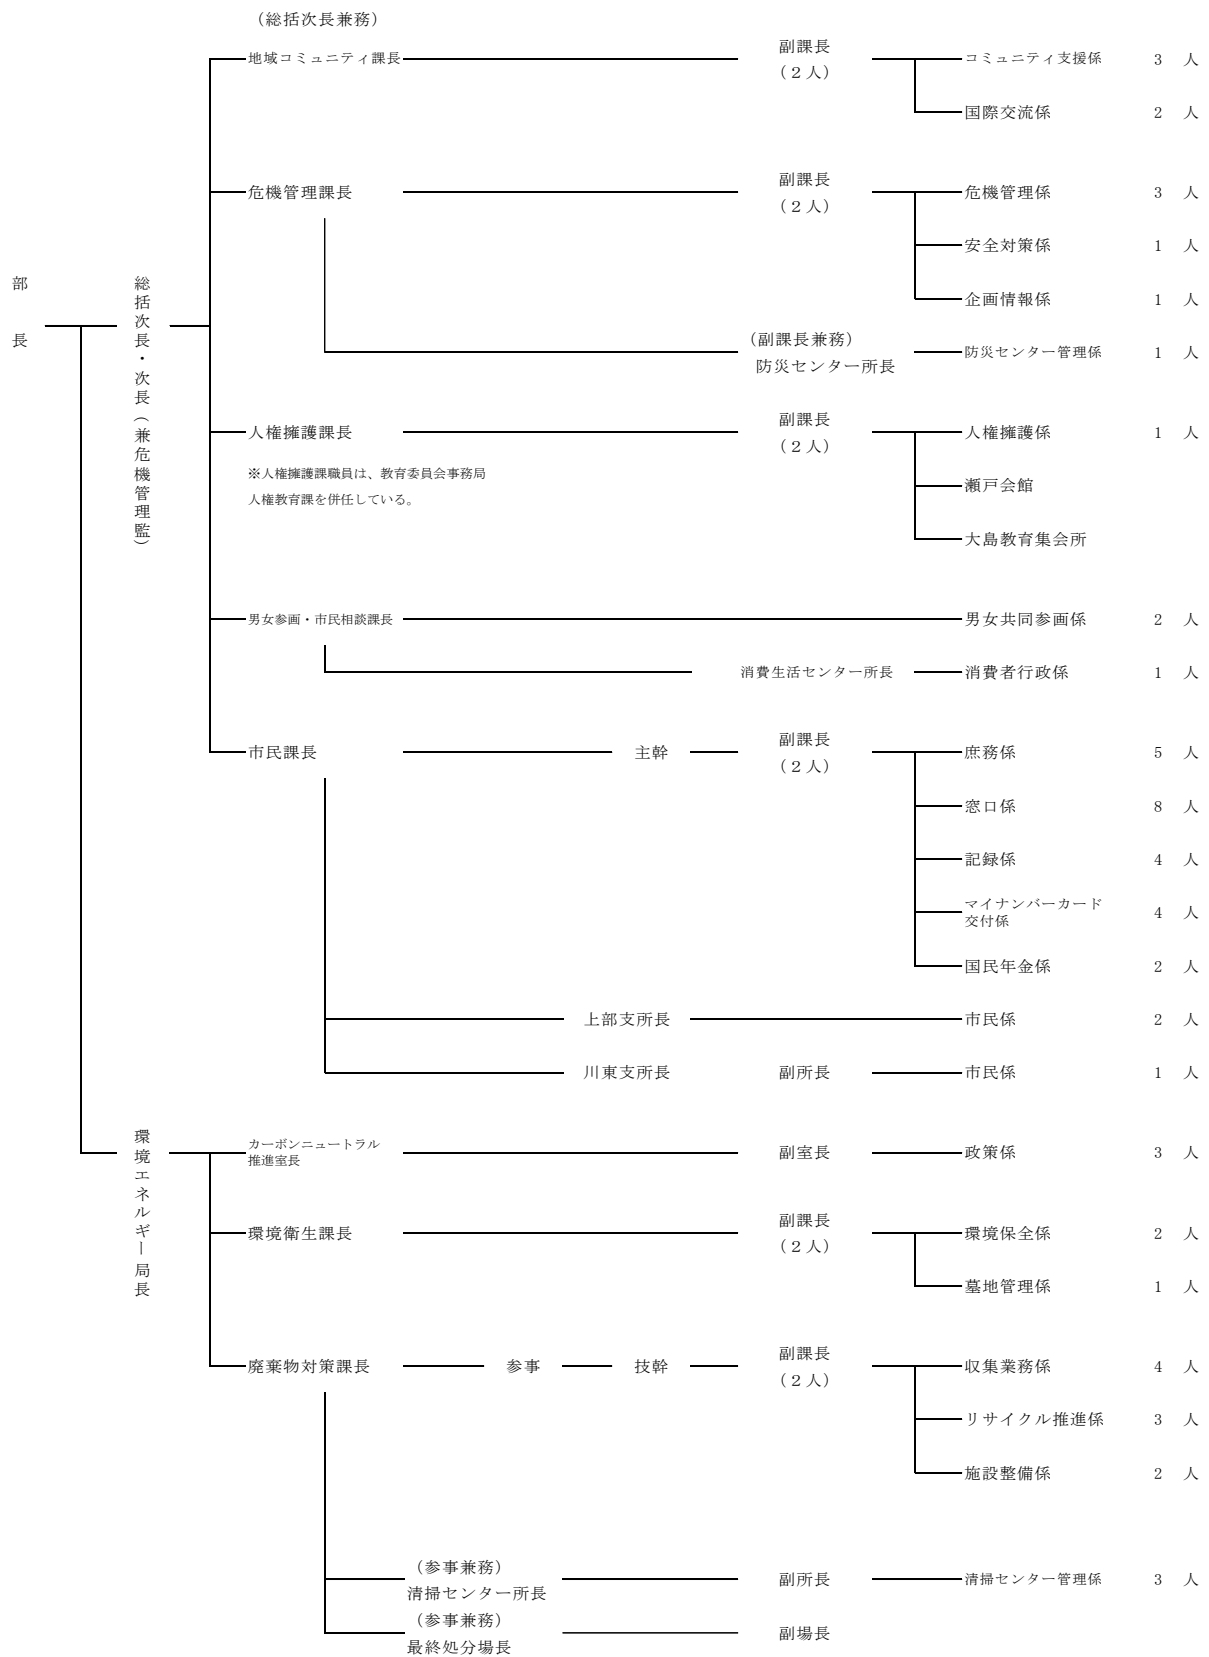 （総括次長兼務）
地域コミュニティ課長
副課長
（２人）
コミュニティ支援係 3 人
国際交流係 2 人
危機管理課長
副課長
（２人）
危機管理係 3 人
安全対策係 1 人
企画情報係 1 人
部長
総括次長・次長（兼危機管理監）
（副課長兼務）
防災センター所長
防災センター管理係 1 人
人権擁護課長
副課長
（２人）
人権擁護係 1 人
※人権擁護課職員は、教育委員会事務局
人権教育課を併任している。
瀬戸会館
大島教育集会所
男女参画・市民相談課長
男女共同参画係 2 人
消費生活センター所長
消費者行政係 1 人
市民課長
主幹
副課長
（２人）
庶務係 5 人
窓口係 8 人
記録係 4 人
マイナンバーカード
交付係
4 人
国民年金係 2 人
上部支所長
市民係 2 人
川東支所長
副所長
市民係 1 人
環境エネルギー局長
カーボンニュートラル
推進室長
副室長
政策係 3 人
環境衛生課長
副課長
（２人）
環境保全係 2 人
墓地管理係 1 人
廃棄物対策課長
参事
技幹
副課長
（２人）
収集業務係 4 人
リサイクル推進係 3 人
施設整備係 2 人
（参事兼務）
清掃センター所長
副所長
清掃センター管理係 3 人
（参事兼務）
最終処分場長
副場長